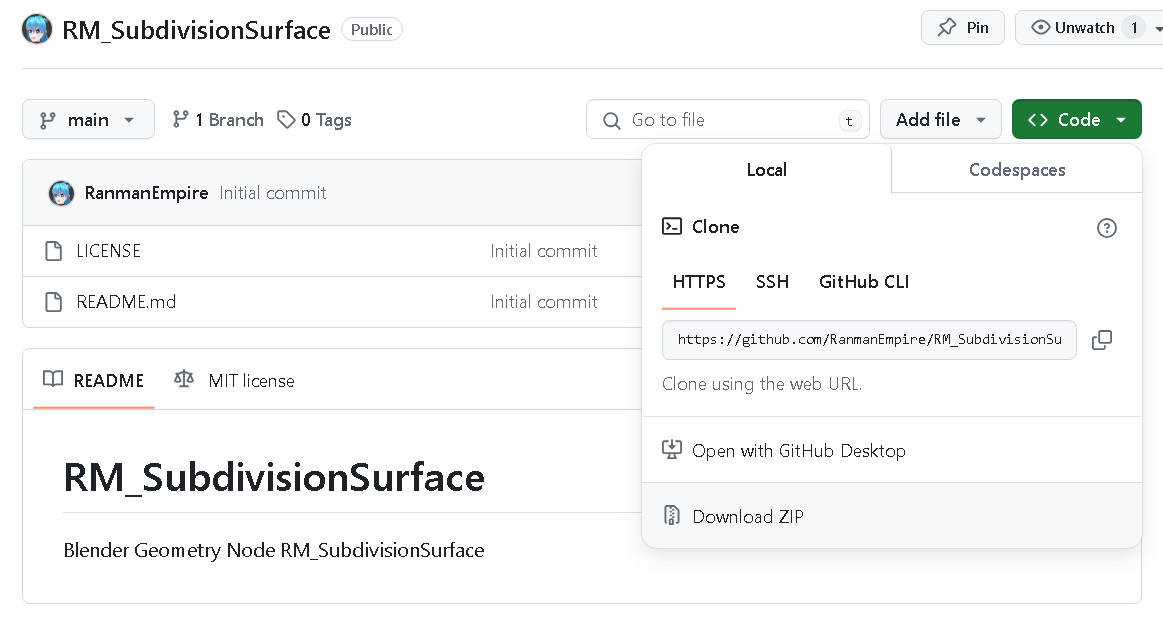 RM_SubdivisionSurface Public
Pin
Unwatch 1
main
1 Branch
0 Tags
Go to file t
Add file
Code
RanmanEmpire Initial commit
LICENSE Initial commit
README.md Initial commit
README
MIT license
RM_SubdivisionSurface
Blender Geometry Node RM_SubdivisionSurface
Local
Codespaces
Clone
HTTPS
SSH
GitHub CLI
https://github.com/RanmanEmpire/RM_SubdivisionSu
Clone using the web URL.
Open with GitHub Desktop
Download ZIP